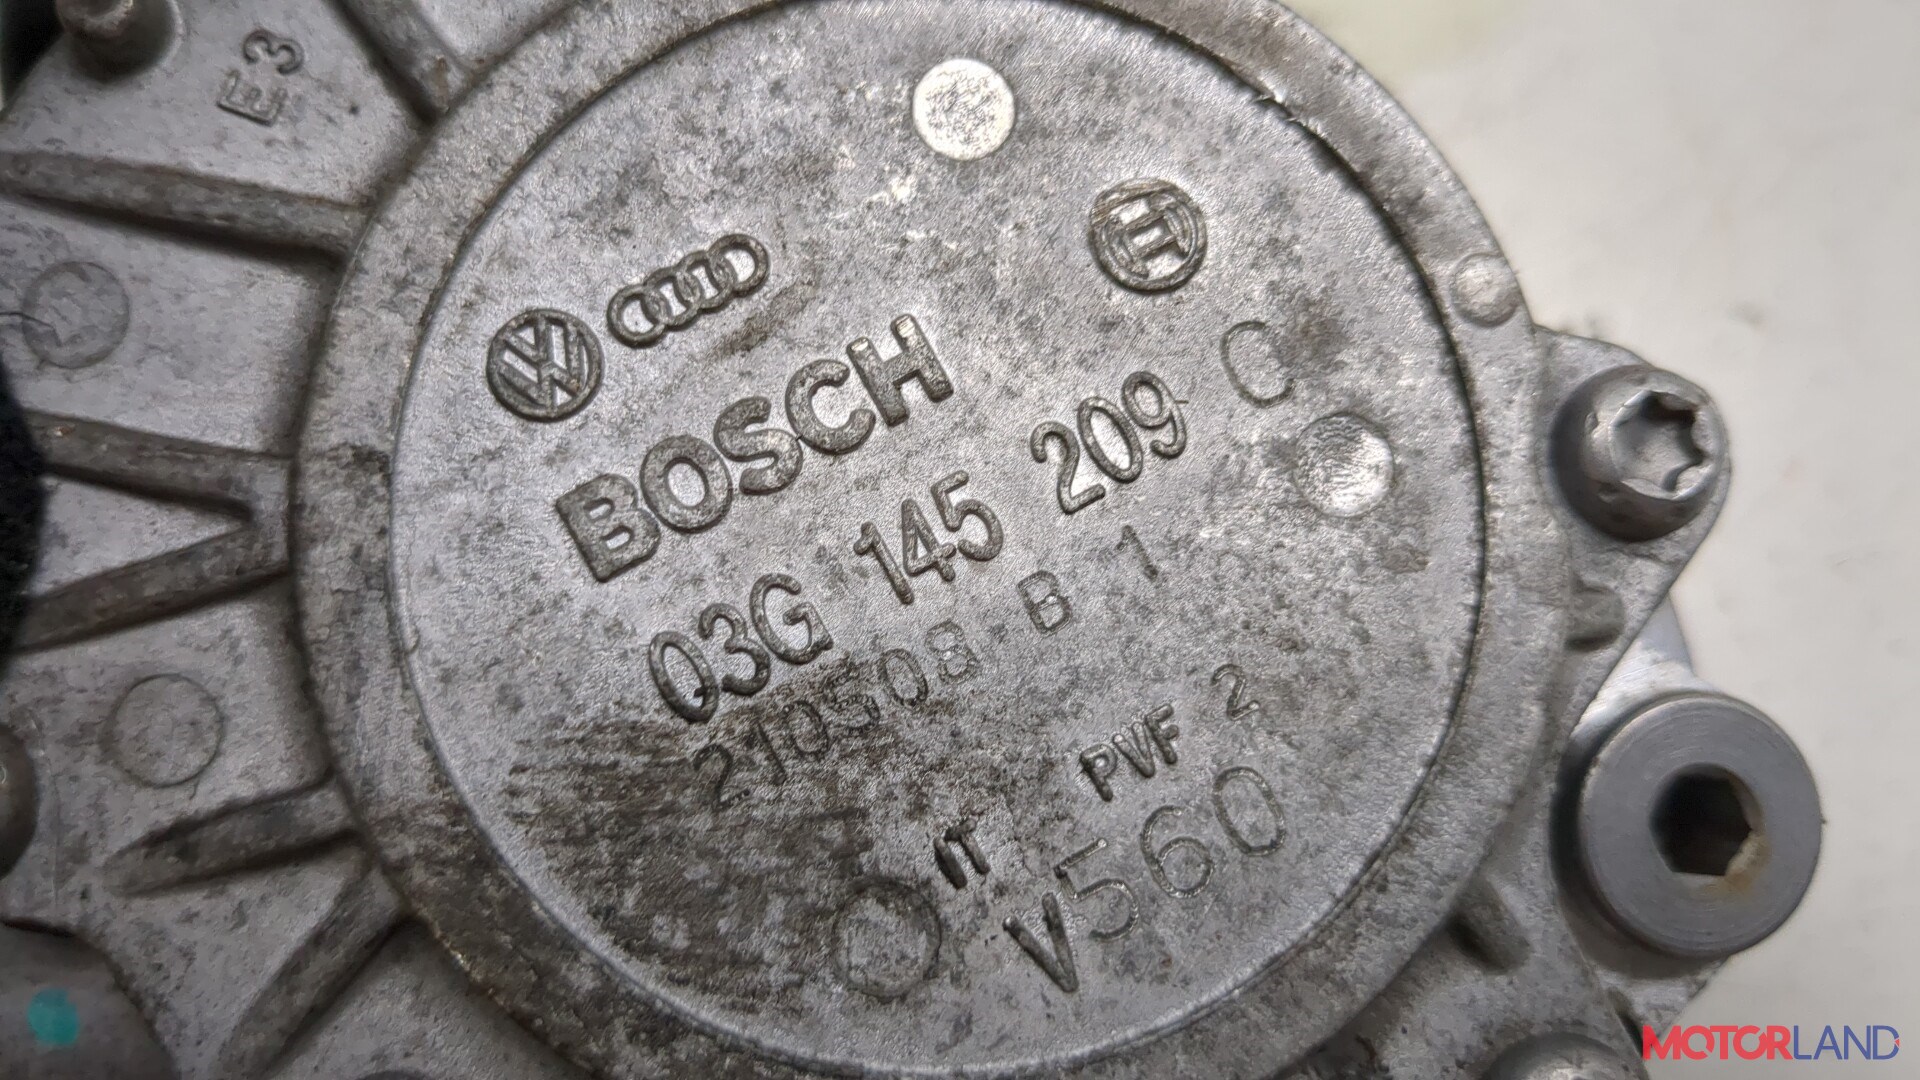 E3
BOSCH
03G 145 209 C
210508 B 1
PVF 2
IT
V560
MOTORLAND